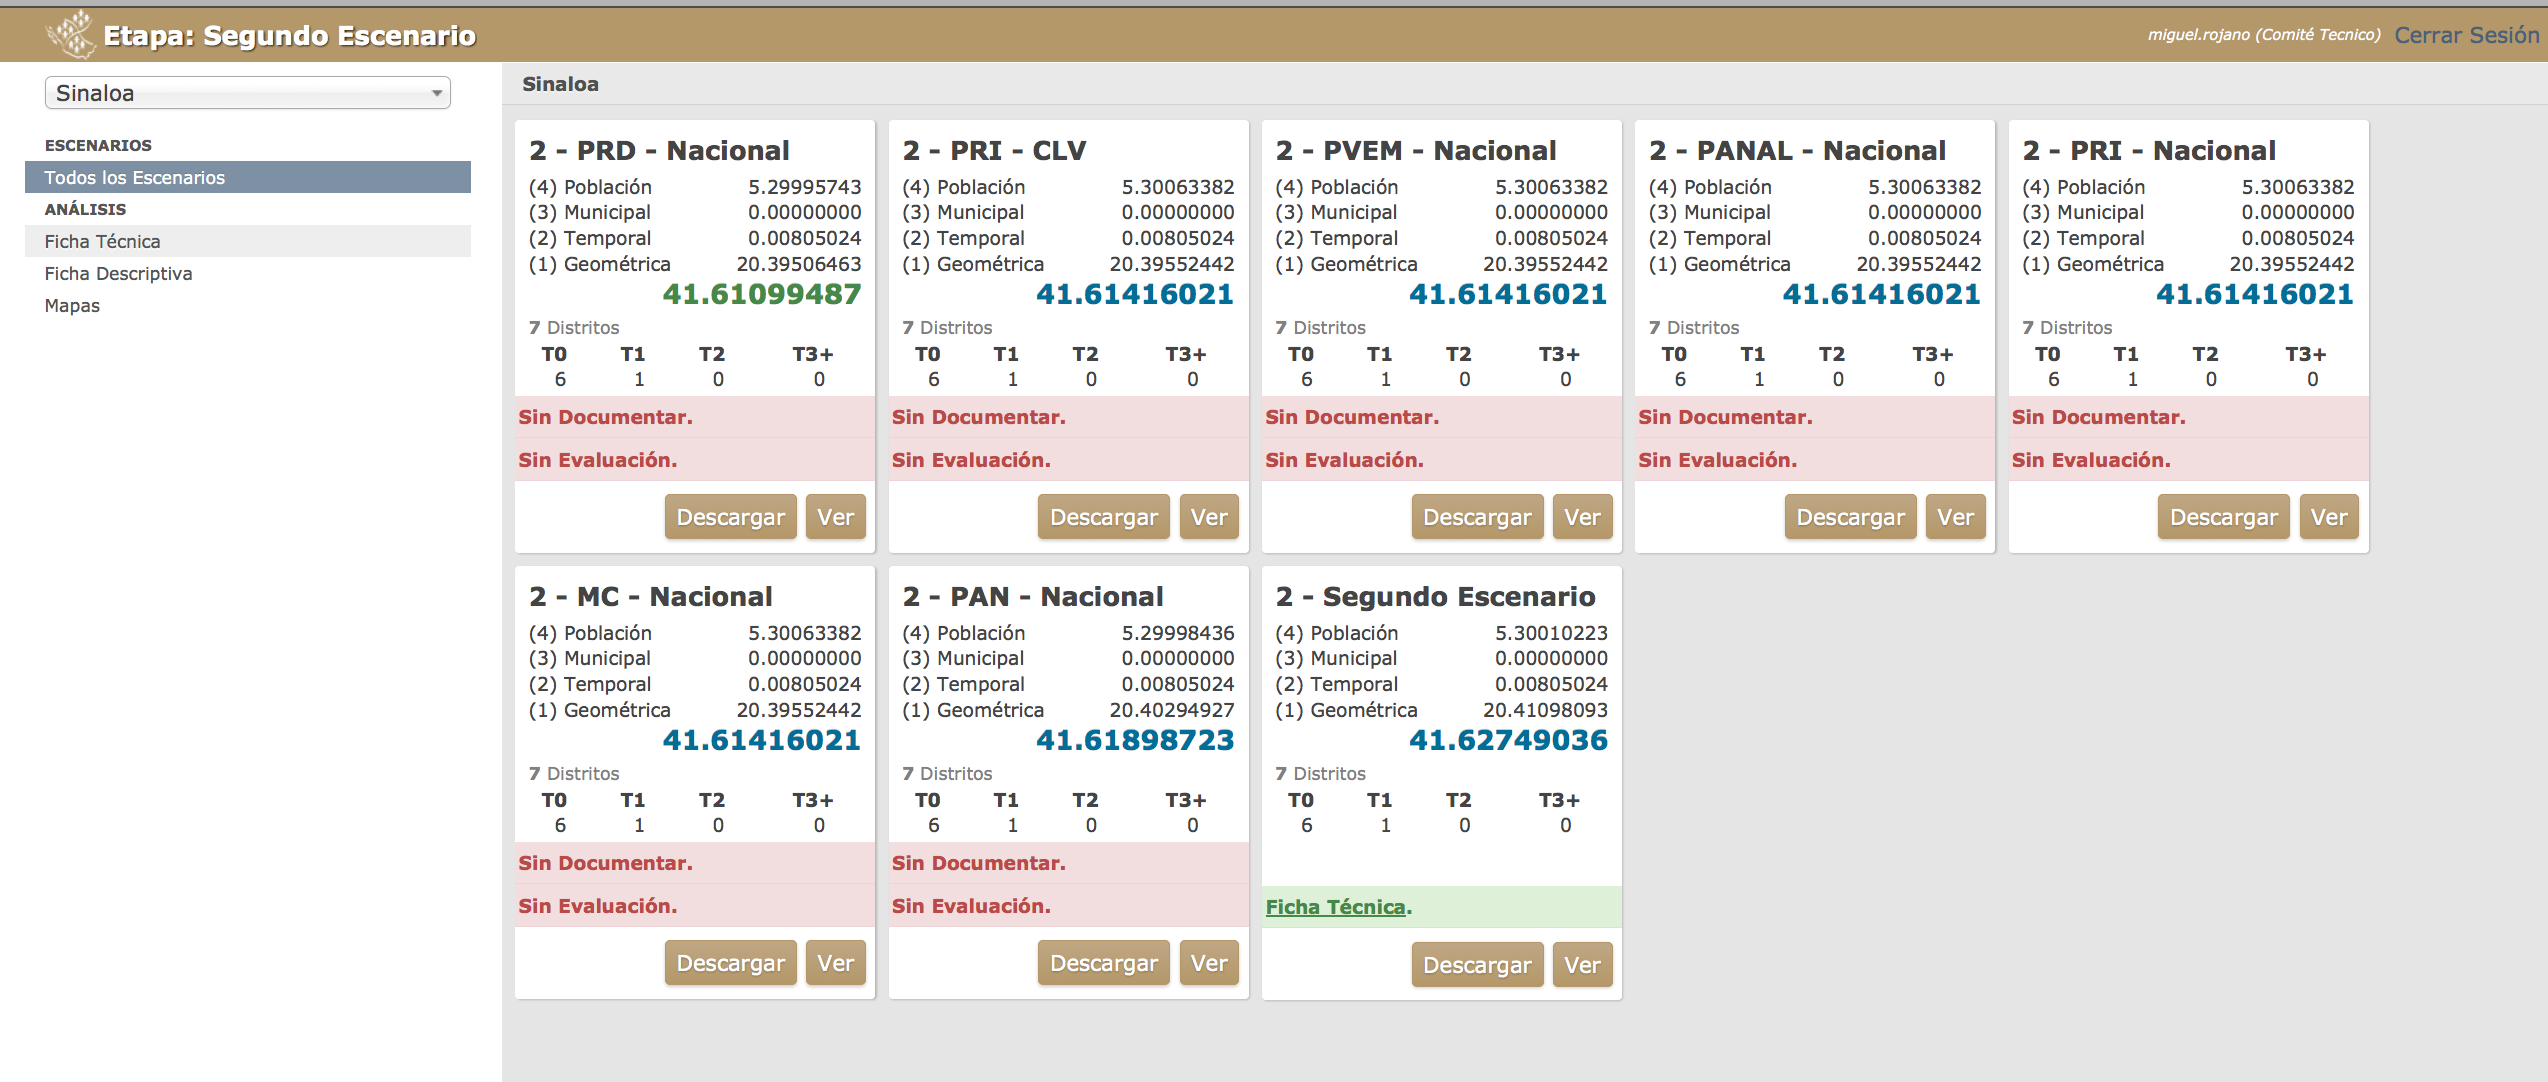 Etapa: Segundo Escenario
miguel.rojano (Comité Tecnico) Cerrar Sesión
Sinaloa
ESCENARIOS
Todos los Escenarios
ANÁLISIS
Ficha Técnica
Ficha Descriptiva
Mapas
Sinaloa
2 - PRD - Nacional
(4) Población 5.29995743
(3) Municipal 0.00000000
(2) Temporal 0.00805024
(1) Geométrica 20.39506463
41.61099487
7 Distritos
T0 T1 T2 T3+
6 1 0 0
Sin Documentar.
Sin Evaluación.
Descargar Ver
2 - PRI - CLV
(4) Población 5.30063382
(3) Municipal 0.00000000
(2) Temporal 0.00805024
(1) Geométrica 20.39552442
41.61416021
7 Distritos
T0 T1 T2 T3+
6 1 0 0
Sin Documentar.
Sin Evaluación.
Descargar Ver
2 - PVEM - Nacional
(4) Población 5.30063382
(3) Municipal 0.00000000
(2) Temporal 0.00805024
(1) Geométrica 20.39552442
41.61416021
7 Distritos
T0 T1 T2 T3+
6 1 0 0
Sin Documentar.
Sin Evaluación.
Descargar Ver
2 - PANAL - Nacional
(4) Población 5.30063382
(3) Municipal 0.00000000
(2) Temporal 0.00805024
(1) Geométrica 20.39552442
41.61416021
7 Distritos
T0 T1 T2 T3+
6 1 0 0
Sin Documentar.
Sin Evaluación.
Descargar Ver
2 - PRI - Nacional
(4) Población 5.30063382
(3) Municipal 0.00000000
(2) Temporal 0.00805024
(1) Geométrica 20.39552442
41.61416021
7 Distritos
T0 T1 T2 T3+
6 1 0 0
Sin Documentar.
Sin Evaluación.
Descargar Ver
2 - MC - Nacional
(4) Población 5.30063382
(3) Municipal 0.00000000
(2) Temporal 0.00805024
(1) Geométrica 20.39552442
41.61416021
7 Distritos
T0 T1 T2 T3+
6 1 0 0
Sin Documentar.
Sin Evaluación.
Descargar Ver
2 - PAN - Nacional
(4) Población 5.29998436
(3) Municipal 0.00000000
(2) Temporal 0.00805024
(1) Geométrica 20.40294927
41.61898723
7 Distritos
T0 T1 T2 T3+
6 1 0 0
Sin Documentar.
Sin Evaluación.
Descargar Ver
2 - Segundo Escenario
(4) Población 5.30010223
(3) Municipal 0.00000000
(2) Temporal 0.00805024
(1) Geométrica 20.41098093
41.62749036
7 Distritos
T0 T1 T2 T3+
6 1 0 0
Ficha Técnica.
Descargar Ver